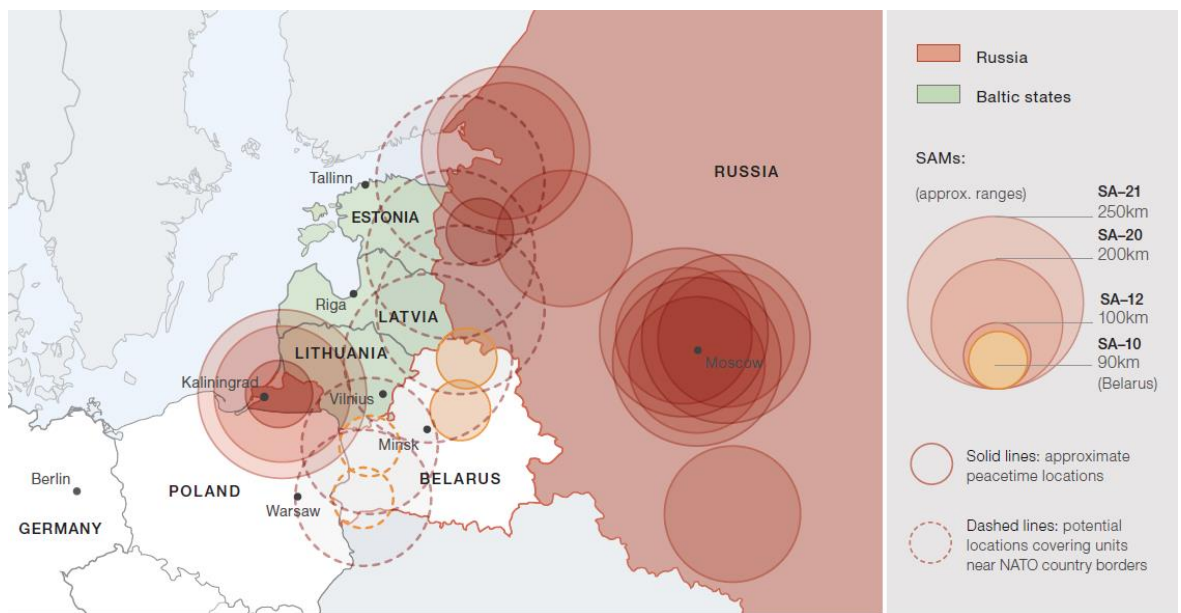 RUSSIA
Tallinn
ESTONIA
Riga
LATVIA
LITHUANIA
Moscow
Kaliningrad
Vilnius
Minsk
Berlin
POLAND
BELARUS
Warsaw
GERMANY
Russia
Baltic states
SAMs:
(approx. ranges)
SA–21
250km
SA–20
200km
SA–12
100km
SA–10
90km
(Belarus)
Solid lines: approximate
peacetime locations
Dashed lines: potential
locations covering units
near NATO country borders